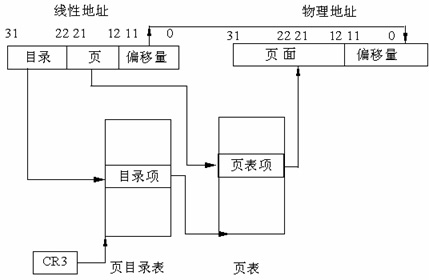 线性地址 物理地址
31 22 21 12 11 0 31 22 21 12 11 0
目录 页 偏移量 页面 偏移量
页表项
目录项
CR3 页目录表 页表